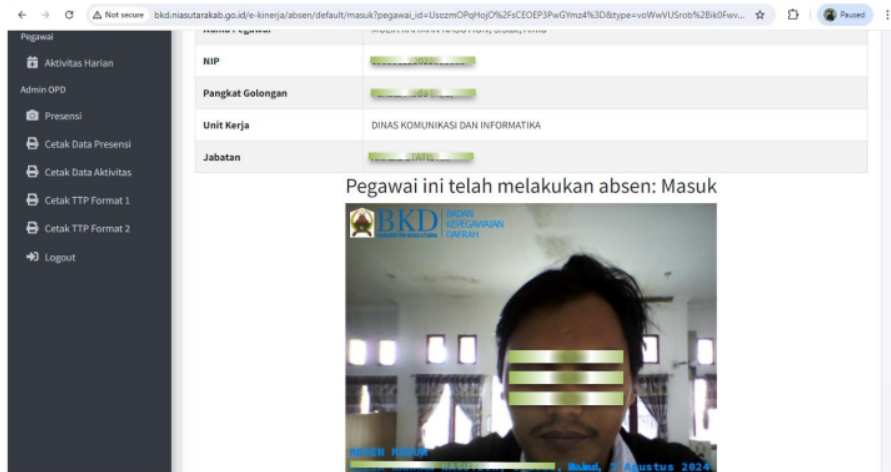 Not secure bkd.niasutarakab.go.id/e-kinerja/absen/default/masuk?pegawai_id=UsozmOPqHojO%2FsCEOEP3PwGYmz4%3D&type=voWwVUSrob%2Bik0Fwv... Paused
Pegawai
Aktivitas Harian
Admin OPD
Presensi
Cetak Data Presensi
Cetak Data Aktivitas
Cetak TTP Format 1
Cetak TTP Format 2
Logout
NIP
Pangkat Golongan
Unit Kerja DINAS KOMUNIKASI DAN INFORMATIKA
Jabatan
Pegawai ini telah melakukan absen: Masuk
BKD BADAN
KEPEGAWAIAN
DAERAH
ABSEN MASUK
7 Agustus 2024